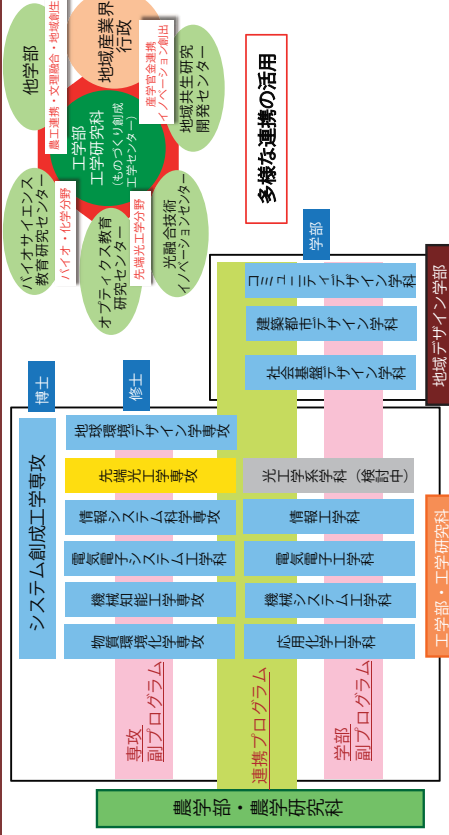 農学部・農学研究科
システム創成工学専攻
博士
修士
学部
物質環境化学専攻
機械知能工学専攻
電気電子システム工学科
情報システム科学専攻
先端光工学専攻
地球環境デザイン学専攻
専攻
副プログラム
連携プログラム
学部
副プログラム
応用化学工学科
機械システム工学科
電気電子工学科
情報工学科
光工学系学科（検討中）
社会基盤デザイン学科
建築都市デザイン学科
コミュニティデザイン学科
工学部・工学研究科
地域デザイン学部
バイオサイエンス
教育研究センター
バイオ・化学分野
他学部
農工連携・文理融合・地域創生
オプティクス教育
研究センター
先端光工学分野
工学部
工学研究科
(ものづくり創成
工学センター)
地域産業界
行政
産学官金連携
イノベーション創出
光融合技術
イノベーションセンター
地域共生研究
開発センター
多様な連携の活用